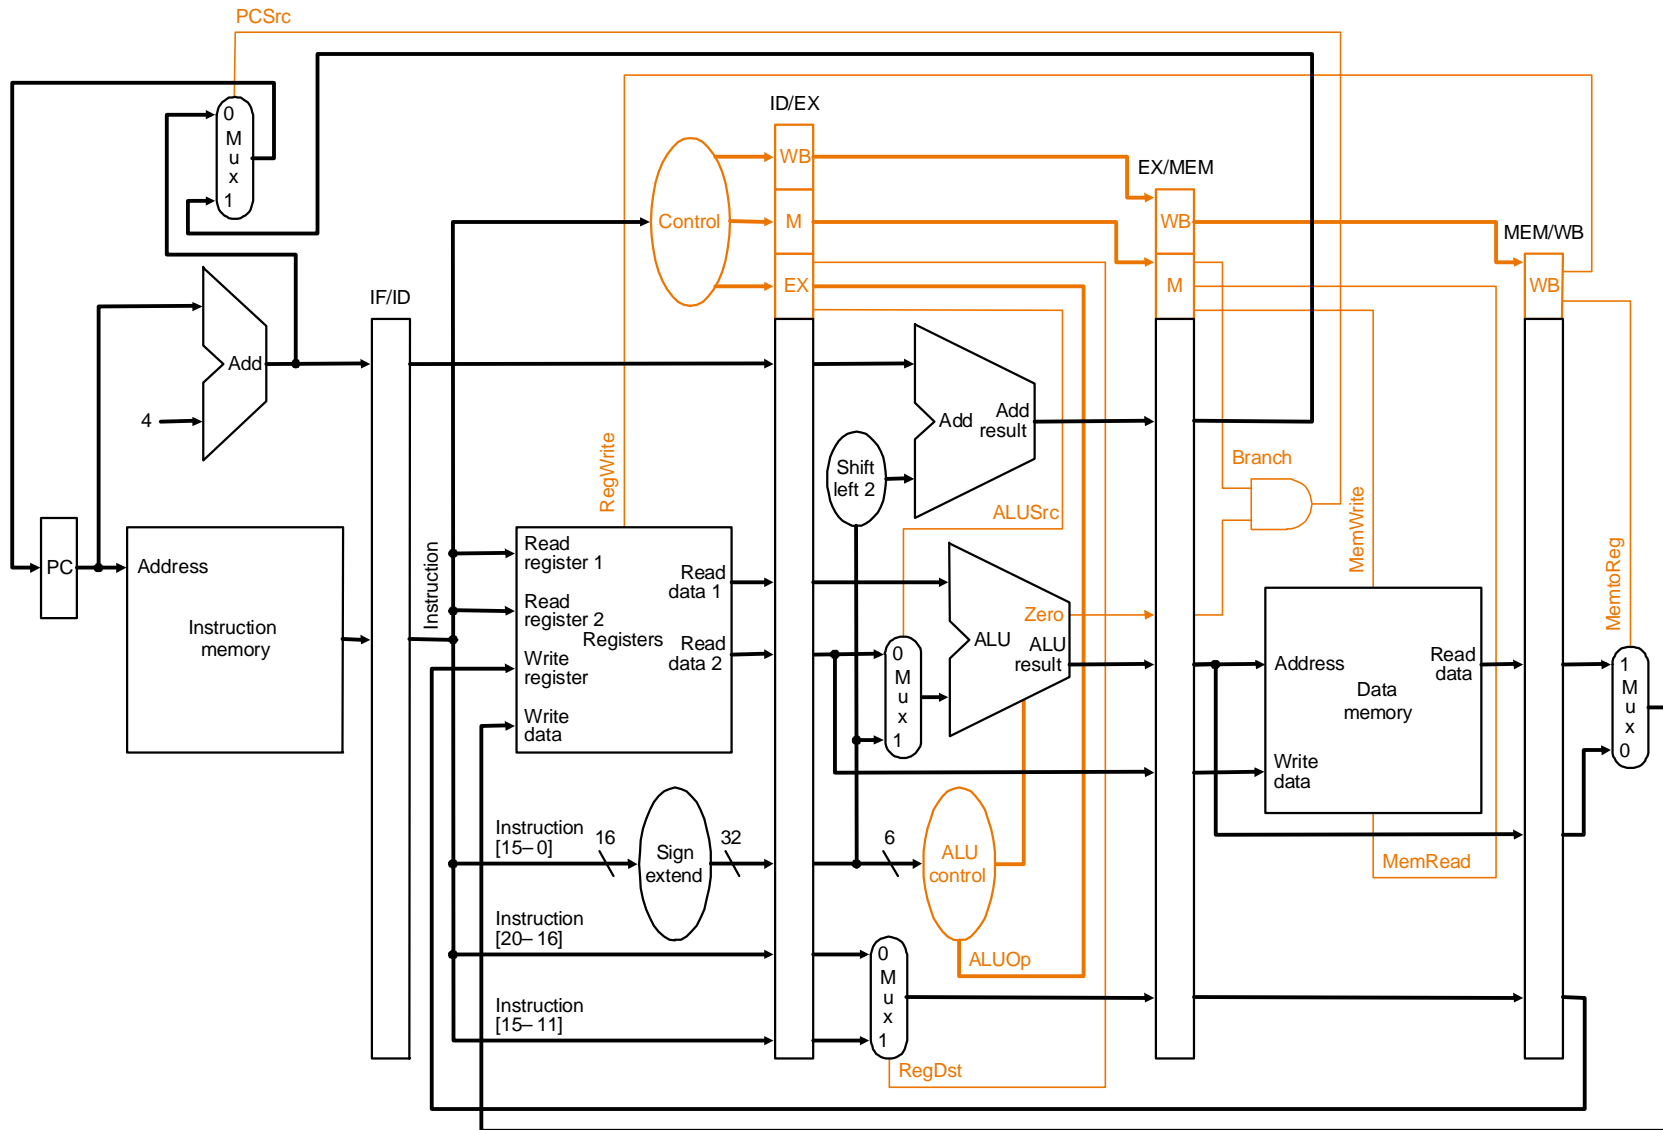 PCSrc
ID/EX
0
M
u
x
1
WB
EX/MEM
Control
M
WB
MEM/WB
IF/ID
EX
M
WB
Add
4
Add
Add
result
Shift
left 2
RegWrite
Branch
ALUSrc
MemWrite
Instruction
PC
Address
Instruction
memory
Read
register 1
Read
register 2
Write
register
Write
data
Registers
Read
data 1
Read
data 2
0
M
u
x
1
Zero
ALU
ALU
result
Address
Write
data
Data
memory
Read
data
MemtoReg
1
M
u
x
0
Instruction
[15–0]
16
Sign
extend
32
6
ALU
control
MemRead
Instruction
[20–16]
0
M
u
x
1
ALUOp
Instruction
[15–11]
RegDst